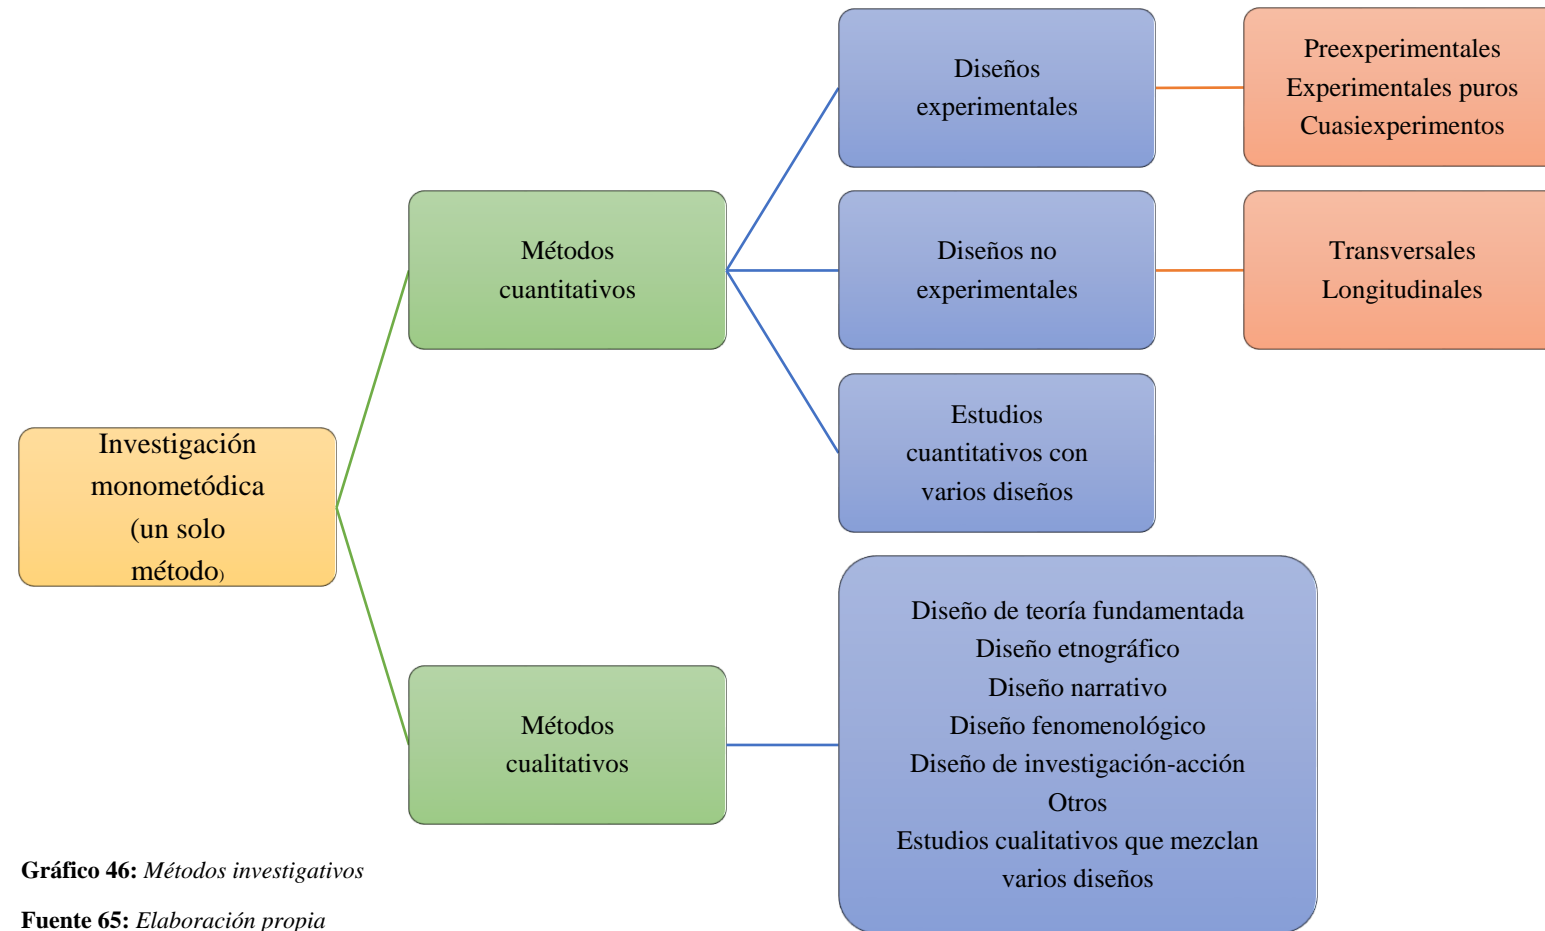 Investigación
monometódica
(un solo
método)
Métodos
cuantitativos
Diseños
experimentales
Preexperimentales
Experimentales puros
Cuasiexperimentos
Diseños no
experimentales
Transversales
Longitudinales
Estudios
cuantitativos con
varios diseños
Métodos
cualitativos
Diseño de teoría fundamentada
Diseño etnográfico
Diseño narrativo
Diseño fenomenológico
Diseño de investigación-acción
Otros
Estudios cualitativos que mezclan
varios diseños
Gráfico 46: Métodos investigativos
Fuente 65: Elaboración propia